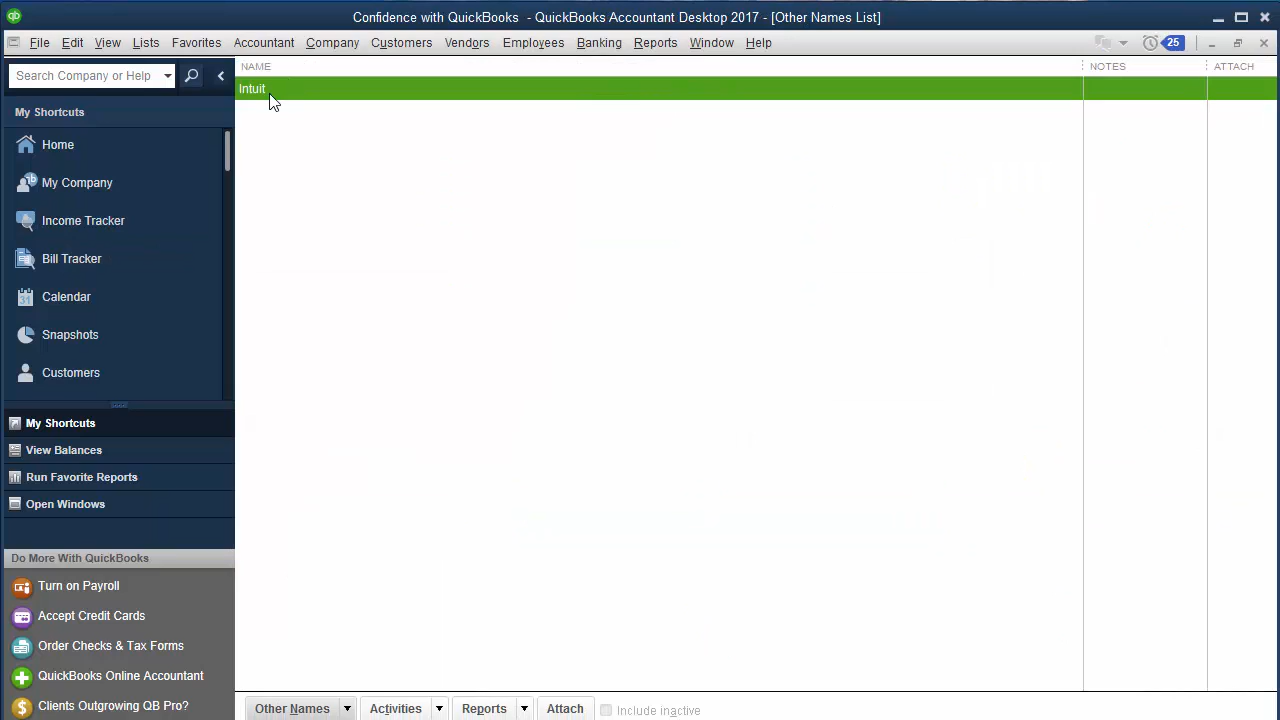 qb Confidence with QuickBooks - QuickBooks Accountant Desktop 2017 - [Other Names List]
File Edit View Lists Favorites Accountant Company Customers Vendors Employees Banking Reports Window Help 25
Search Company or Help
NAME NOTES ATTACH
Intuit
My Shortcuts
Home
My Company
Income Tracker
Bill Tracker
Calendar
Snapshots
Customers
My Shortcuts
View Balances
Run Favorite Reports
Open Windows
Do More With QuickBooks
Turn on Payroll
Accept Credit Cards
Order Checks & Tax Forms
QuickBooks Online Accountant
Clients Outgrowing QB Pro?
Other Names Activities Reports Attach Include inactive